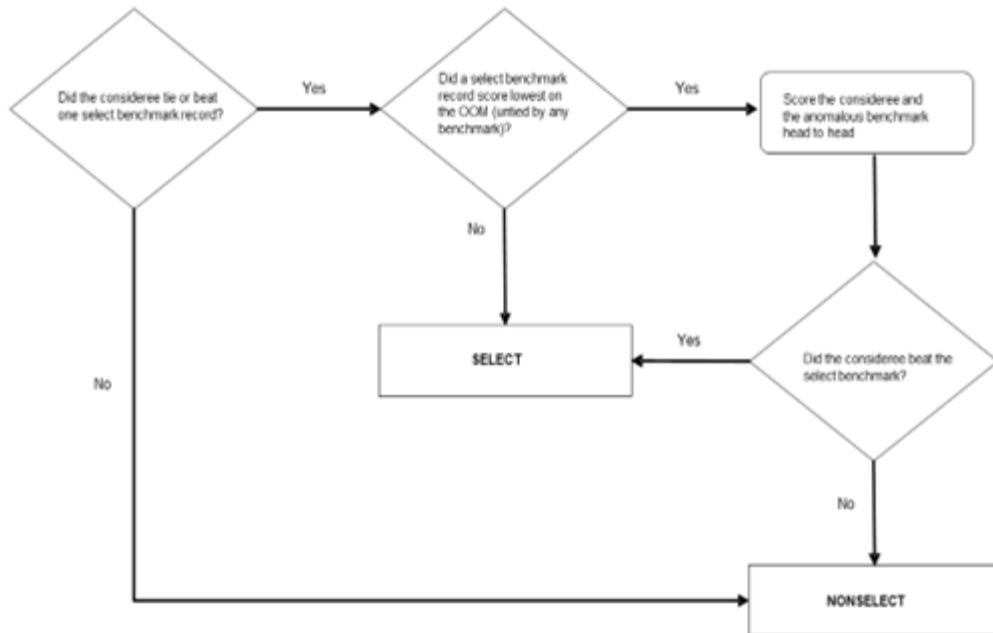 Did the consideree tie or beat
one select benchmark record?
Yes
Did a select benchmark
record score lowest on
the OOM (untied by any
benchmark)?
Yes
Score the consideree and
the anomalous benchmark
head to head
No
SELECT
Yes
Did the consideree beat the
select benchmark?
No
No
NONSELECT